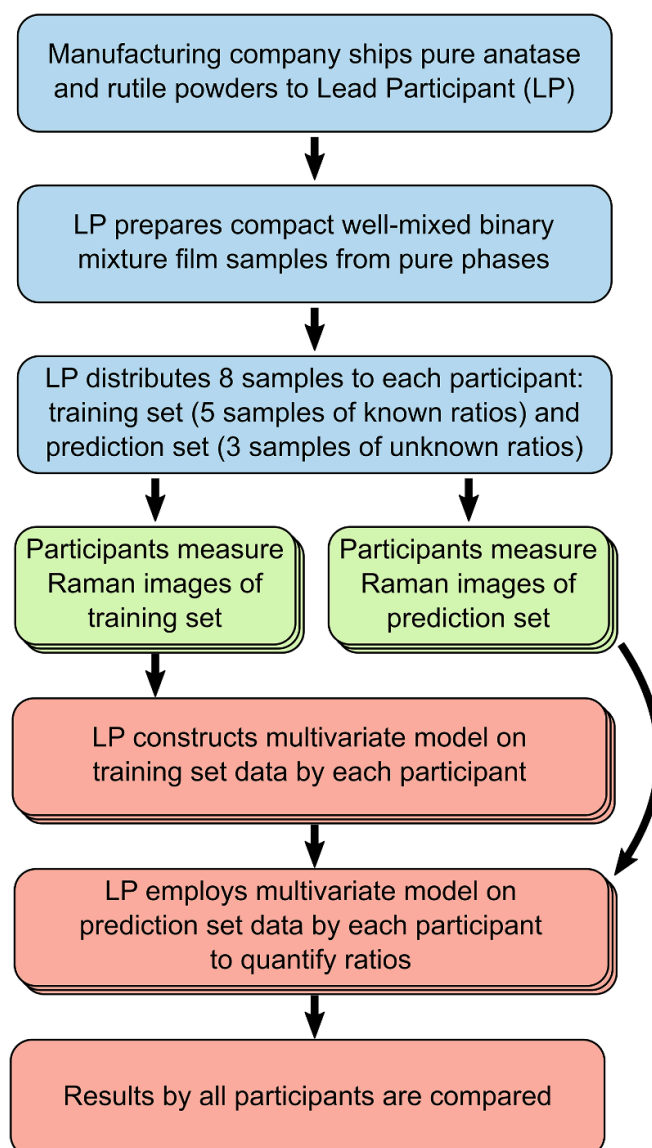 Manufacturing company ships pure anatase
and rutile powders to Lead Participant (LP)
LP prepares compact well-mixed binary
mixture film samples from pure phases
LP distributes 8 samples to each participant:
training set (5 samples of known ratios) and
prediction set (3 samples of unknown ratios)
Participants measure
Raman images of
training set
Participants measure
Raman images of
prediction set
LP constructs multivariate model on
training set data by each participant
LP employs multivariate model on
prediction set data by each participant
to quantify ratios
Results by all participants are compared